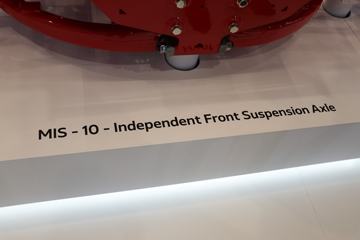 MIS - 10 - Independent Front Suspension Axle